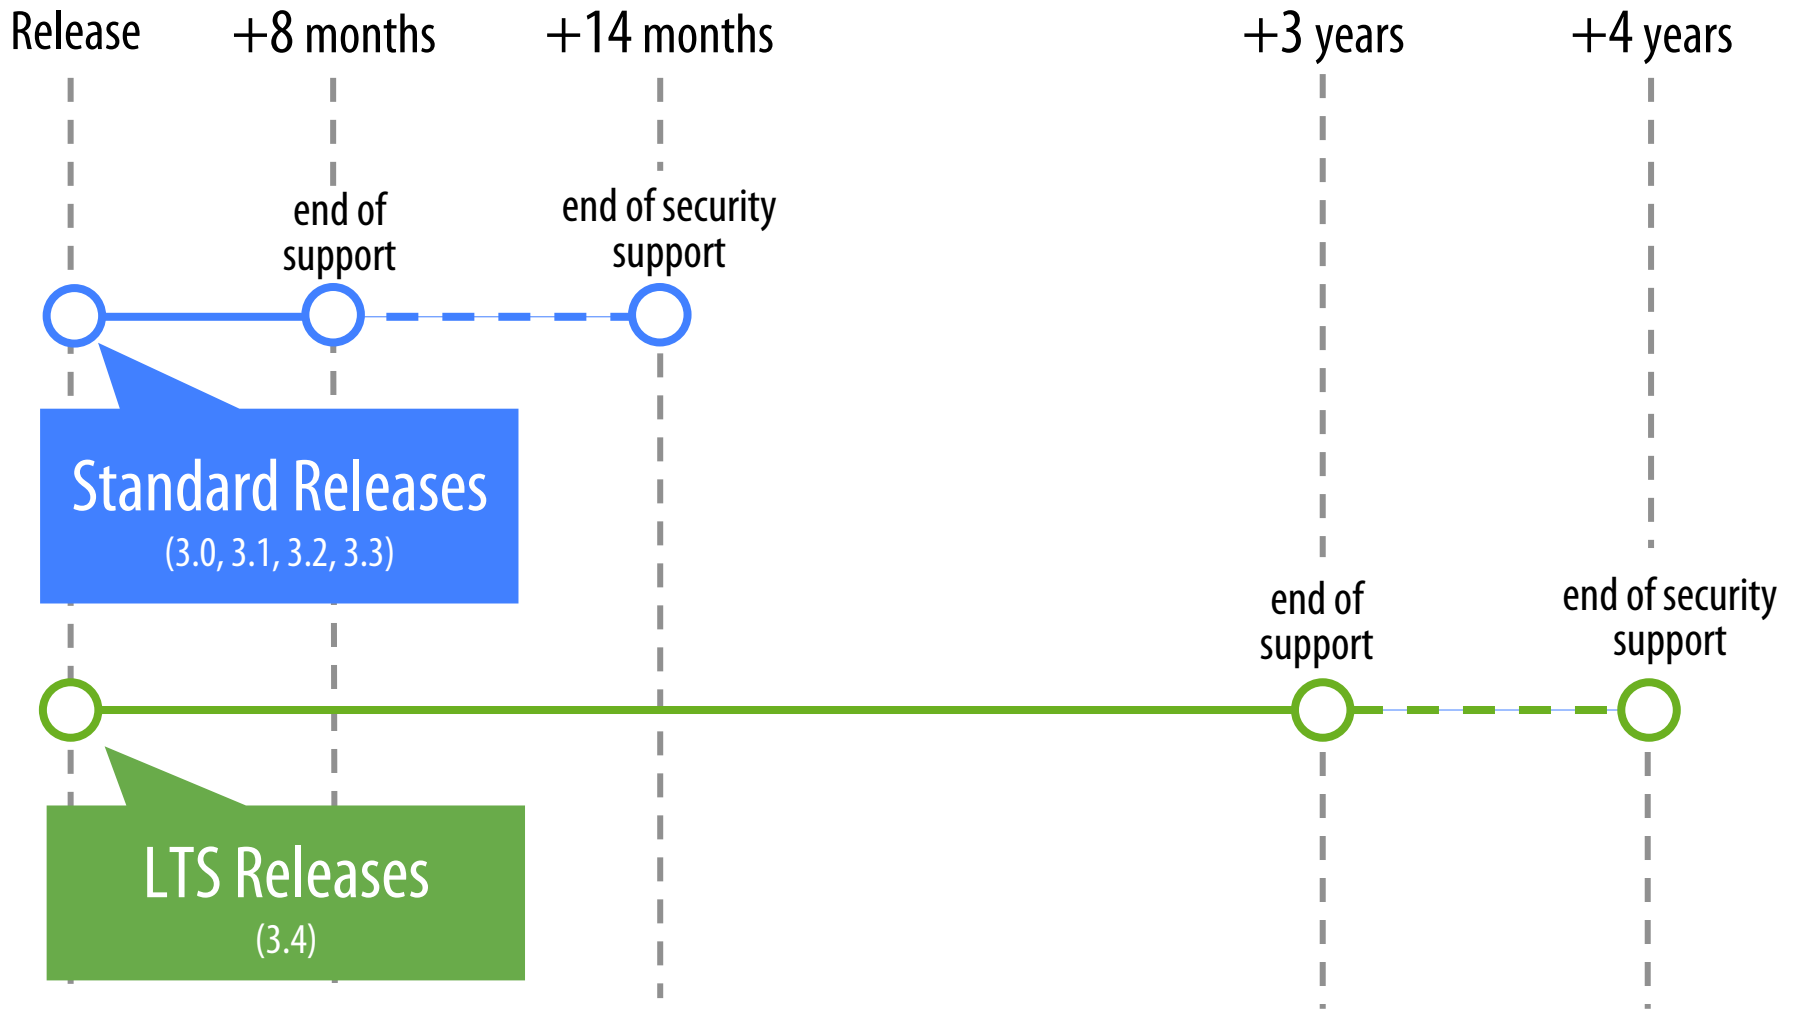 Release
+8 months
+14 months
+3 years
+4 years
end of
support
end of security
support
Standard Releases
(3.0, 3.1, 3.2, 3.3)
end of
support
end of security
support
LTS Releases
(3.4)